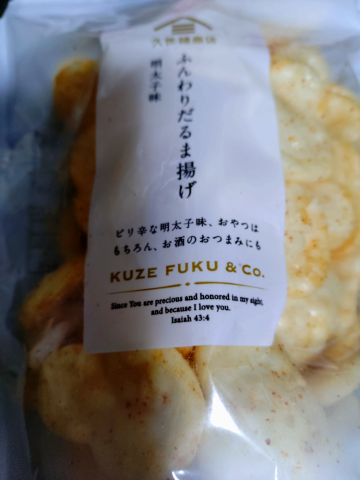 久世福商店
ふんわりだるま揚げ
明太子味
ピリ辛な明太子味、おやつは
もちろん、お酒のおつまみにも
KUZE FUKU & Co.
Since You are precious and honored in my sight,
and because I love you.
Isaiah 43:4